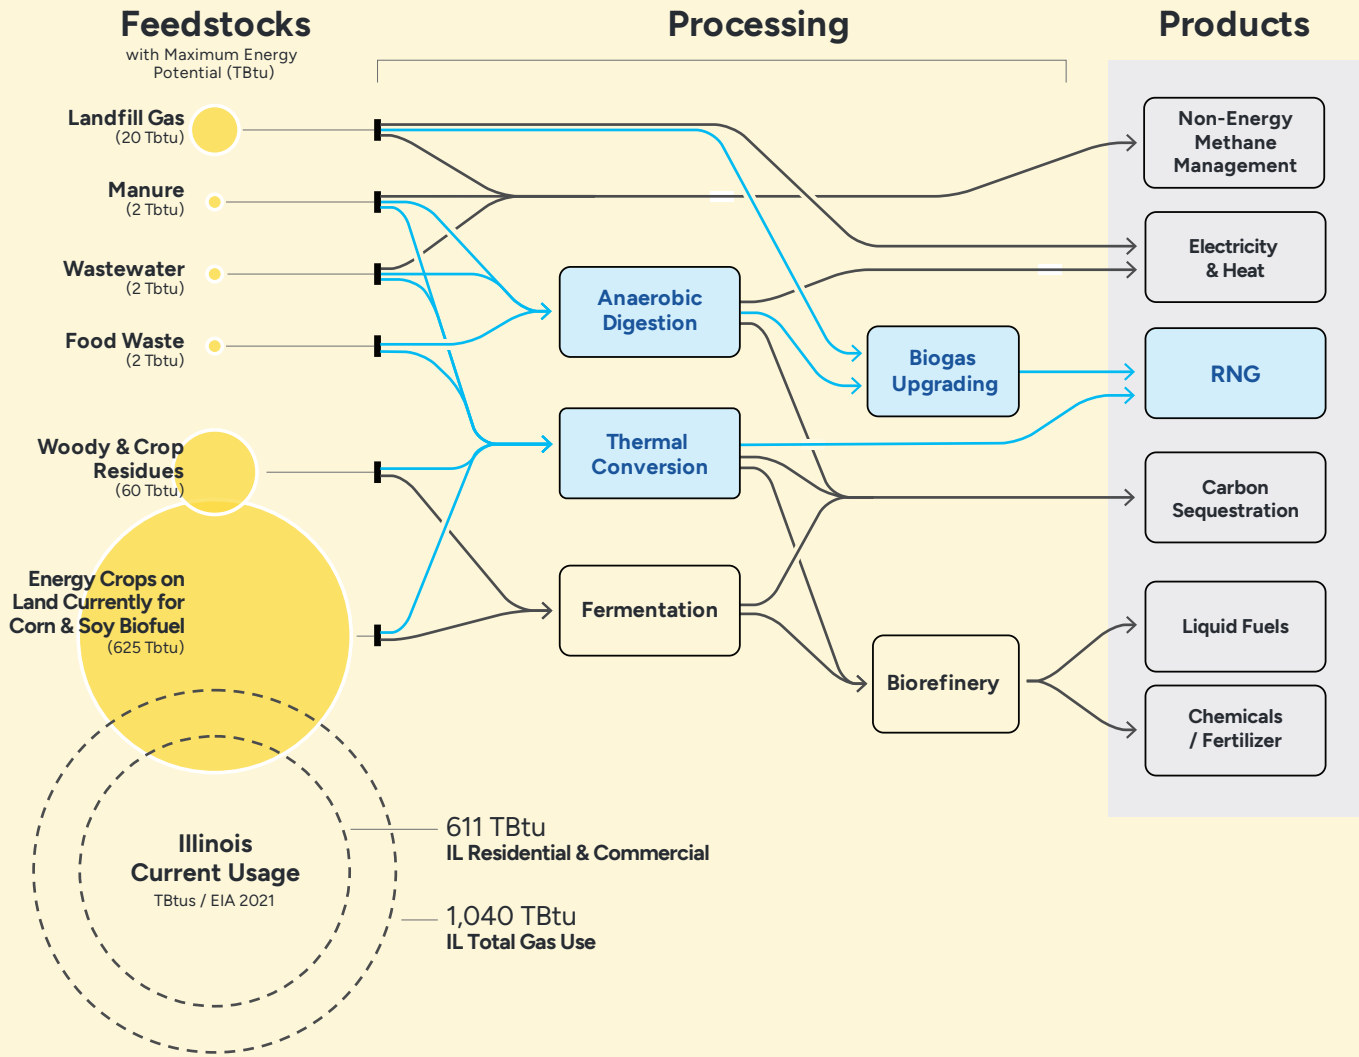 Feedstocks
with Maximum Energy
Potential (TBtu)
Processing
Products
Landfill Gas
(20 Tbtu)
Manure
(2 Tbtu)
Wastewater
(2 Tbtu)
Food Waste
(2 Tbtu)
Woody & Crop
Residues
(60 Tbtu)
Energy Crops on
Land Currently for
Corn & Soy Biofuel
(625 Tbtu)
Anaerobic
Digestion
Thermal
Conversion
Fermentation
Biogas
Upgrading
Biorefinery
Non-Energy
Methane
Management
Electricity
& Heat
RNG
Carbon
Sequestration
Liquid Fuels
Chemicals
/ Fertilizer
Illinois
Current Usage
TBtus / EIA 2021
611 TBtu
IL Residential & Commercial
1,040 TBtu
IL Total Gas Use